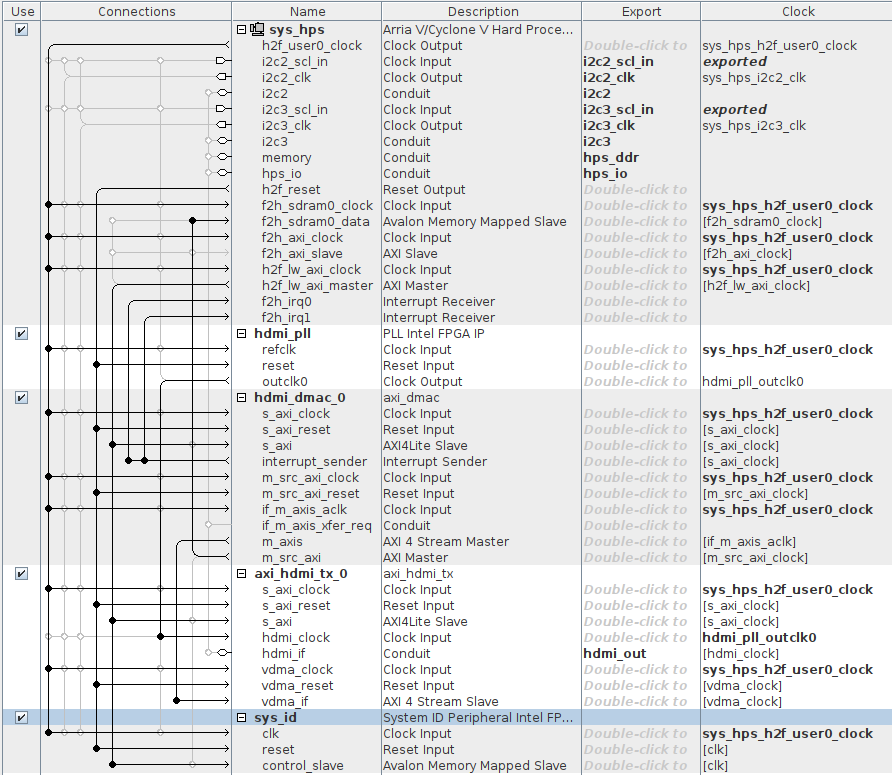 Use Connections Name Description Export Clock
sys_hps Arria V/Cyclone V Hard Proce...
h2f_user0_clock Clock Output Double-click to sys_hps_h2f_user0_clock
i2c2_scl_in Clock Input i2c2_scl_in exported
i2c2_clk Clock Output i2c2_clk sys_hps_i2c2_clk
i2c2 Conduit i2c2
i2c3_scl_in Clock Input i2c3_scl_in exported
i2c3_clk Clock Output i2c3_clk sys_hps_i2c3_clk
i2c3 Conduit i2c3
memory Conduit hps_ddr
hps_io Conduit hps_io
h2f_reset Reset Output Double-click to
f2h_sdram0_clock Clock Input Double-click to sys_hps_h2f_user0_clock
f2h_sdram0_data Avalon Memory Mapped Slave Double-click to [f2h_sdram0_clock]
f2h_axi_clock Clock Input Double-click to sys_hps_h2f_user0_clock
f2h_axi_slave AXI Slave Double-click to [f2h_axi_clock]
h2f_lw_axi_clock Clock Input Double-click to sys_hps_h2f_user0_clock
h2f_lw_axi_master AXI Master Double-click to [h2f_lw_axi_clock]
f2h_irq0 Interrupt Receiver Double-click to
f2h_irq1 Interrupt Receiver Double-click to
hdmi_pll PLL Intel FPGA IP
refclk Clock Input Double-click to sys_hps_h2f_user0_clock
reset Reset Input Double-click to
outclk0 Clock Output Double-click to hdmi_pll_outclk0
hdmi_dmac_0 axi_dmac
s_axi_clock Clock Input Double-click to sys_hps_h2f_user0_clock
s_axi_reset Reset Input Double-click to [s_axi_clock]
s_axi AXI4Lite Slave Double-click to [s_axi_clock]
interrupt_sender Interrupt Sender Double-click to [s_axi_clock]
m_src_axi_clock Clock Input Double-click to sys_hps_h2f_user0_clock
m_src_axi_reset Reset Input Double-click to [m_src_axi_clock]
if_m_axis_aclk Clock Input Double-click to sys_hps_h2f_user0_clock
if_m_axis_xfer_req Conduit Double-click to
m_axis AXI 4 Stream Master Double-click to [if_m_axis_aclk]
m_src_axi AXI Master Double-click to [m_src_axi_clock]
axi_hdmi_tx_0 axi_hdmi_tx
s_axi_clock Clock Input Double-click to sys_hps_h2f_user0_clock
s_axi_reset Reset Input Double-click to [s_axi_clock]
s_axi AXI4Lite Slave Double-click to [s_axi_clock]
hdmi_clock Clock Input Double-click to hdmi_pll_outclk0
hdmi_if Conduit hdmi_out [hdmi_clock]
vdma_clock Clock Input Double-click to sys_hps_h2f_user0_clock
vdma_reset Reset Input Double-click to [vdma_clock]
vdma_if AXI 4 Stream Slave Double-click to [vdma_clock]
sys_id System ID Peripheral Intel FP...
clk Clock Input Double-click to sys_hps_h2f_user0_clock
reset Reset Input Double-click to [clk]
control_slave Avalon Memory Mapped Slave Double-click to [clk]